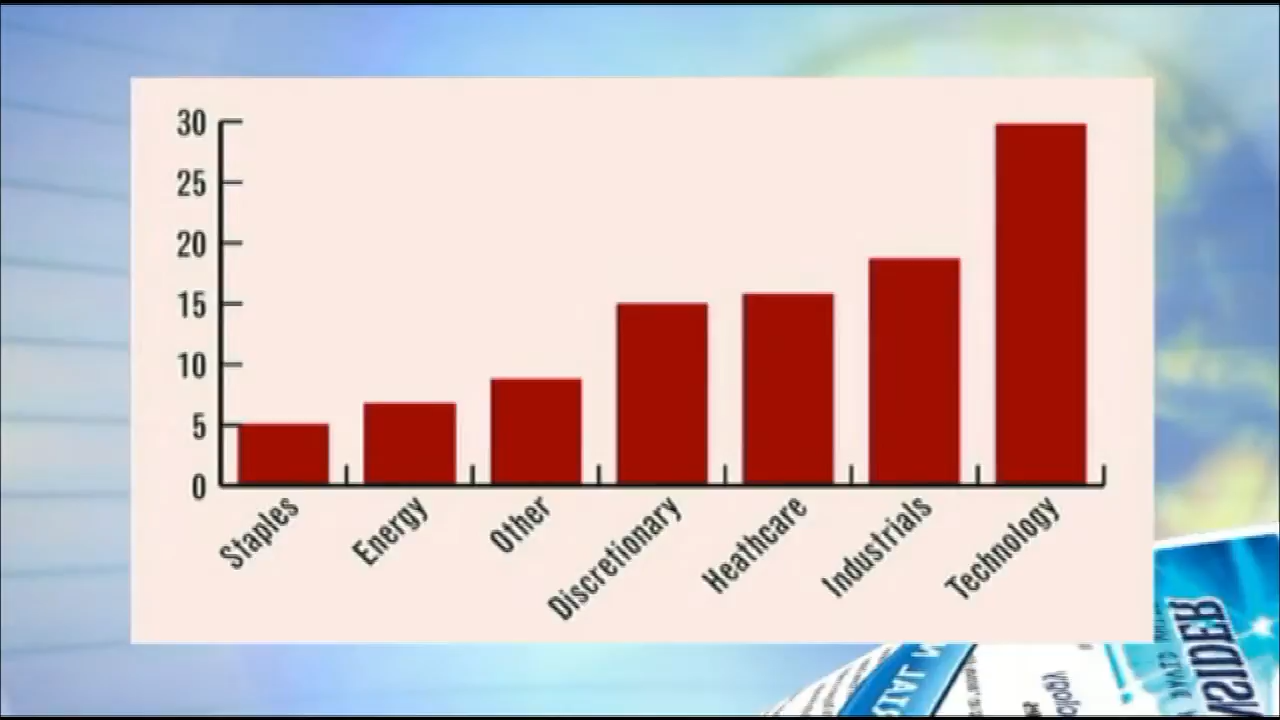 30
25
20
15
10
5
0
Staples
Energy
Other
Discretionary
Heathcare
Industrials
Technology